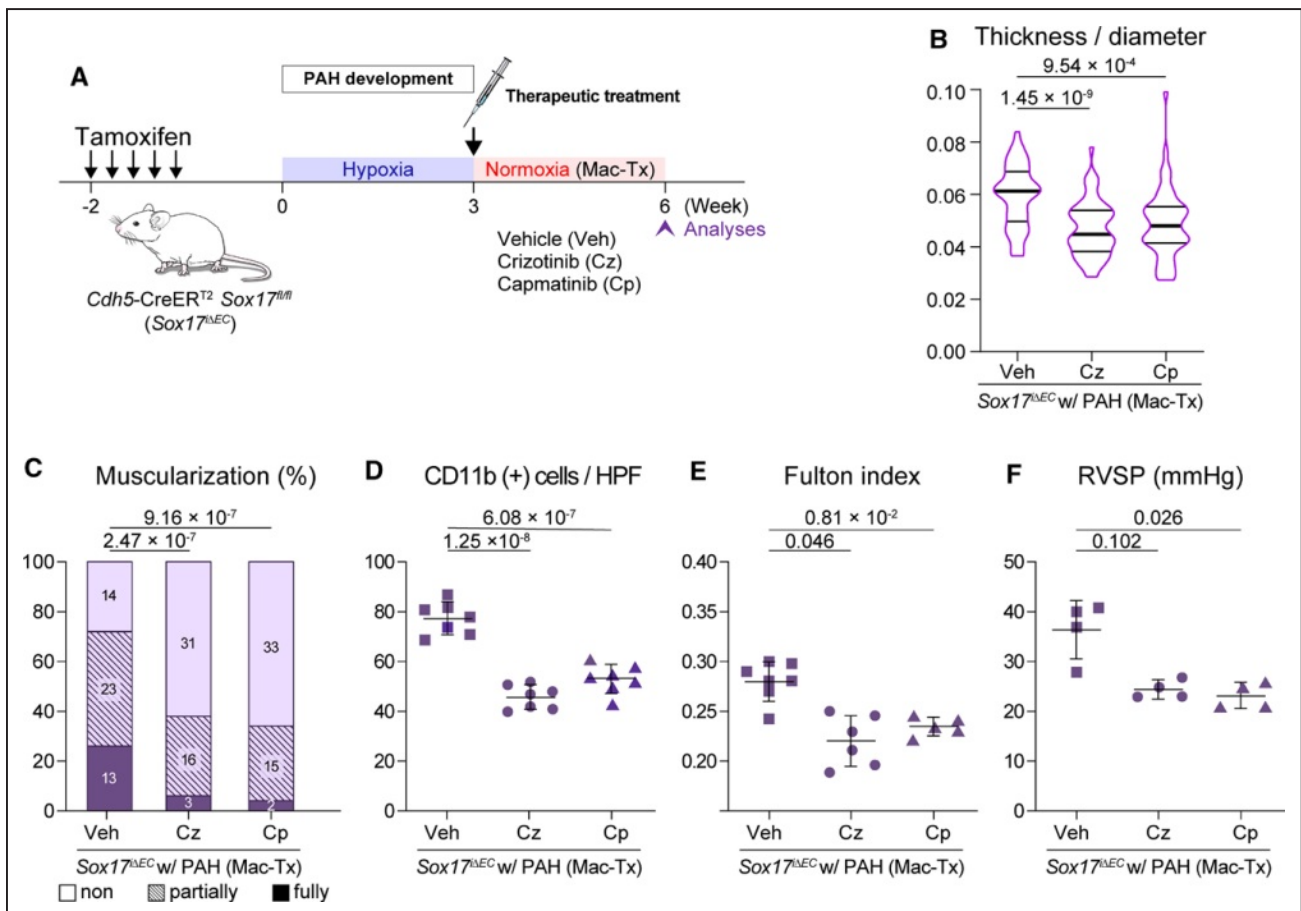 A
PAH development
Therapeutic treatment
Tamoxifen
Hypoxia
Normoxia (Mac-Tx)
-2
0
3
6
(Week)
Analyses
Vehicle (Veh)
Crizotinib (Cz)
Capmatinib (Cp)
Cdh5-CreERᵀ² Sox17ᶠˡ/ᶠˡ
(Sox17ⁱΔᴱᶜ)
B
Thickness / diameter
9.54 × 10⁻⁴
1.45 × 10⁻⁹
0.10
0.08
0.06
0.04
0.02
0.00
Veh Cz Cp
Sox17ⁱΔᴱᶜ w/ PAH (Mac-Tx)
C
Muscularization (%)
9.16 × 10⁻⁷
2.47 × 10⁻⁷
100
80
60
40
20
0
14
23
13
31
16
3
33
15
2
Veh Cz Cp
Sox17ⁱΔᴱᶜ w/ PAH (Mac-Tx)
non partially fully
D
CD11b (+) cells / HPF
6.08 × 10⁻⁷
1.25 ×10⁻⁸
100
80
60
40
20
0
Veh Cz Cp
Sox17ⁱΔᴱᶜ w/ PAH (Mac-Tx)
E
Fulton index
0.81 × 10⁻²
0.046
0.40
0.35
0.30
0.25
0.20
Veh Cz Cp
Sox17ⁱΔᴱᶜ w/ PAH (Mac-Tx)
F
RVSP (mmHg)
0.026
0.102
50
40
30
20
10
0
Veh Cz Cp
Sox17ⁱΔᴱᶜ w/ PAH (Mac-Tx)